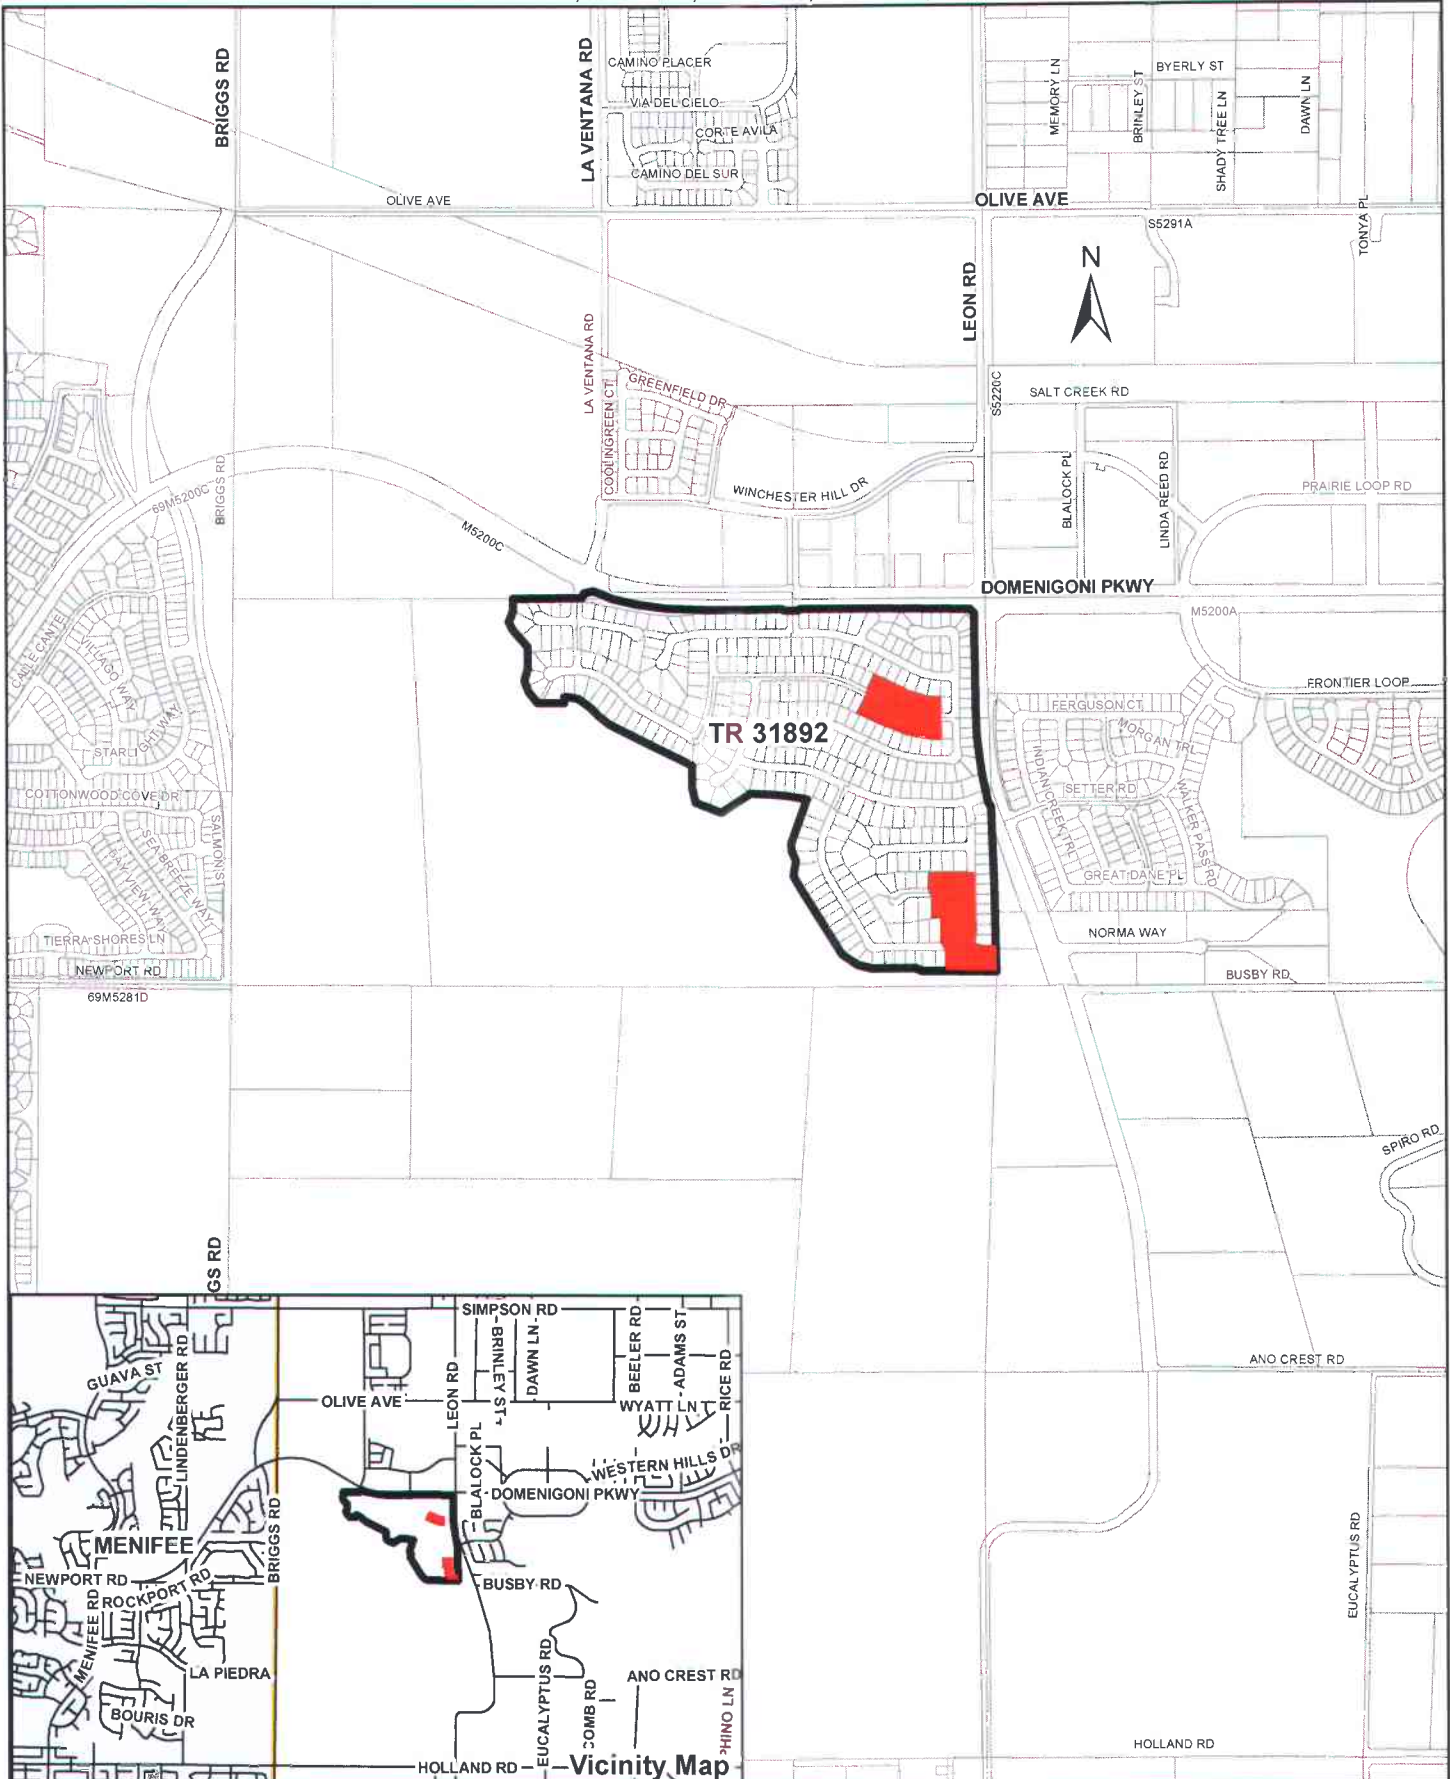 BRIGGS RD
LA VENTANA RD
CAMINO PLACER
VIA DEL CIELO
CORTE AVILA
CAMINO DEL SUR
MEMORY LN
BYERLY ST
BRINLEY ST
SHADY TREE LN
DAWN LN
OLIVE AVE
OLIVE AVE
S5291A
TONYA PL
N
LEON RD
LA VENTANA RD
GREENFIELD DR
COOLINGREEN CT
S5220C
SALT CREEK RD
BRIGGS RD
69M5200C
M5200C
WINCHESTER HILL DR
BLALOCK PL
LINDA REED RD
PRAIRIE LOOP RD
DOMENIGONI PKWY
M5200A
VILLAGO WAY
STARLIGHT WAY
COTTONWOOD COVE DR
SALMON ST
SEA BREEZE WAY
BAY VIEW WAY
TIERRA SHORES LN
NEWPORT RD
69M5281D
TR 31892
FRONTIER LOOP
FERGUSON CT
MORGAN TRL
INDIAN CREEK TRL
SETTER RD
WALKER PASS RD
GREAT DANE PL
NORMA WAY
BUSBY RD
SPIRO RD
GS RD
ANO CREST RD
EUCALYPTUS RD
HOLLAND RD
SIMPSON RD
GUAVA ST
LINDENBERGER RD
OLIVE AVE
LEON RD
BRINLEY ST
DAWN LN
BEELER RD
ADAMS ST
RICE RD
WYATT LN
BLALOCK PL
WESTERN HILLS DR
DOMENIGONI PKWY
MENIFEE
BRIGGS RD
NEWPORT RD
ROCKPORT RD
MENIFEE RD
BUSBY RD
LA PIEDRA
BOURIS DR
EUCALYPTUS RD
COMB RD
ANO CREST RD
PHINO LN
HOLLAND RD
Vicinity Map